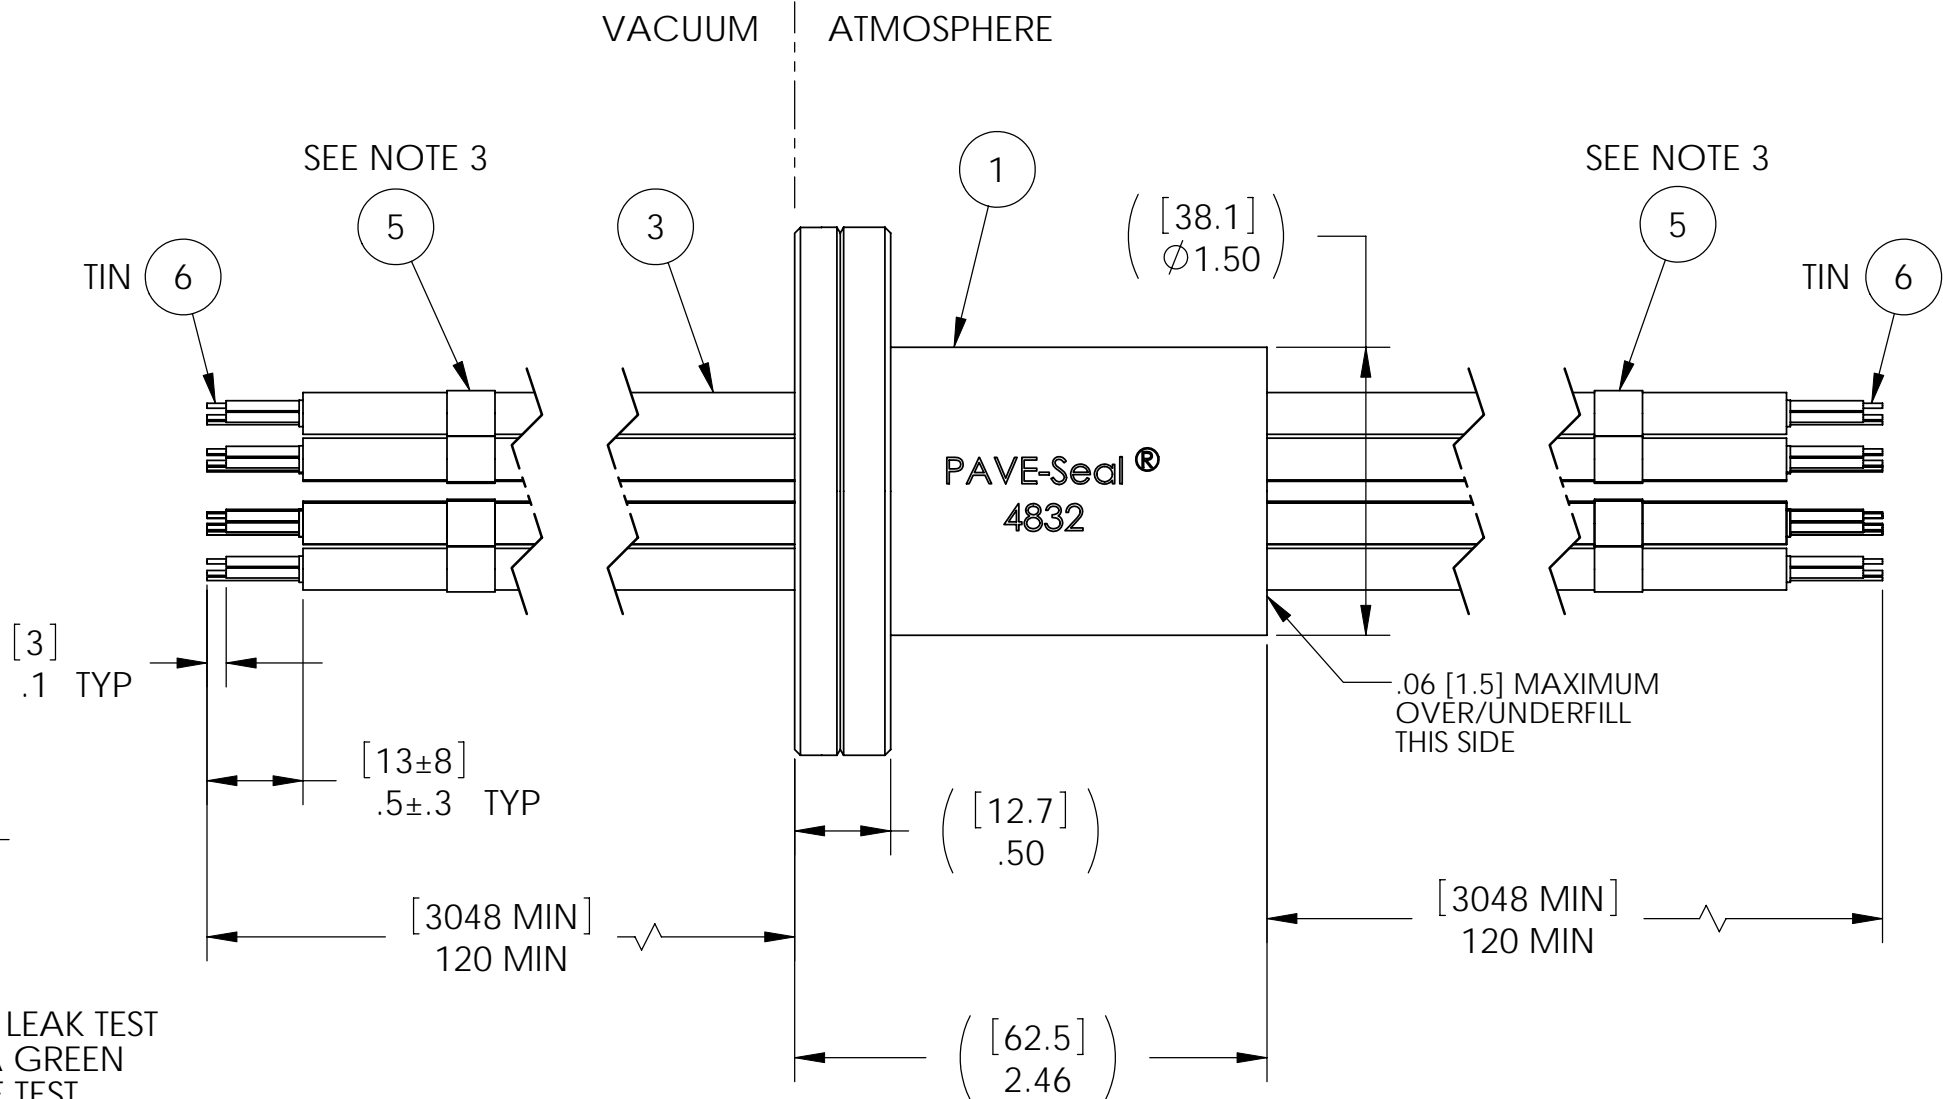 VACUUM ATMOSPHERE
SEE NOTE 3
SEE NOTE 3
1
5
3
5
[38.1]
(∅1.50)
TIN 6
TIN 6
PAVE-Seal®
4832
[3]
.1 TYP
.06 [1.5] MAXIMUM
OVER/UNDERFILL
THIS SIDE
[13±8]
.5±.3 TYP
([12.7]
.50)
[3048 MIN]
120 MIN
[3048 MIN]
120 MIN
LEAK TEST
GREEN
TEST
([62.5]
2.46)